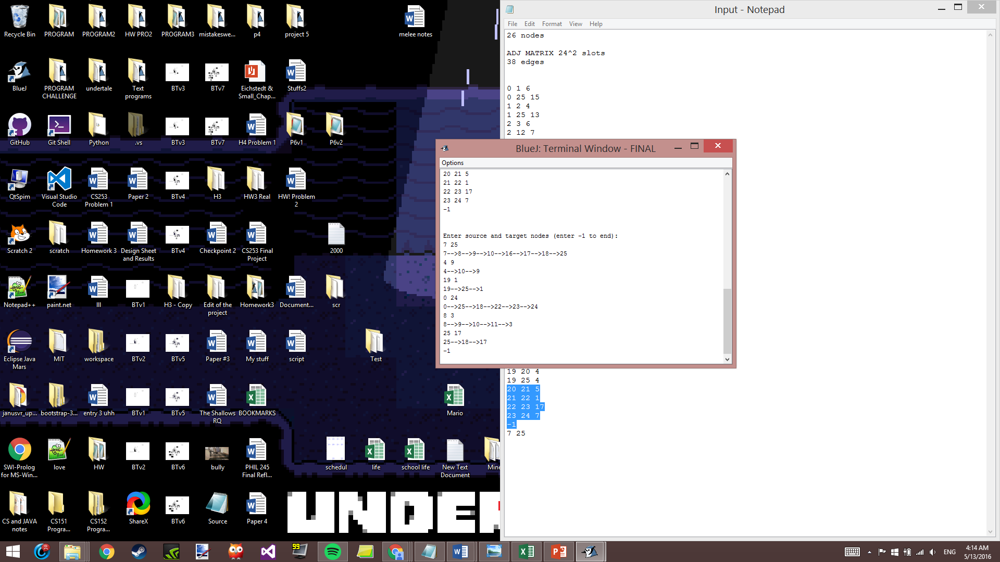 Recycle Bin
PROGRAM
PROGRAM2
HW PRO2
PROGRAM3
mistakeswe...
p4
project 5
melee notes
BlueJ
PROGRAM CHALLENGE
undertale
Text programs
BTv3
BTv7
Eichstedt & Small_Chap...
Stuffs2
GitHub
Git Shell
Python
.vs
BTv3
BTv7
H4 Problem 1
P6v1
P6v2
QtSpim
Visual Studio Code
CS253 Problem 1
Paper 2
BTv4
H3
HW3 Real
HW! Problem 2
Scratch 2
scratch
Homework 3
Design Sheet and Results
BTv4
Checkpoint 2
CS253 Final Project
2000
Notepad++
paint.net
III
BTv1
H3 - Copy
Edit of the project
Homework3
Document...
scr
Eclipse Java Mars
MIT
workspace
BTv2
BTv5
Paper #3
My stuff
script
Test
janusvr_up...
bootstrap-3...
entry 3 uhh
BTv1
BTv5
The Shallows RQ
BOOKMARKS
Mario
SWI-Prolog for MS-Win...
love
HW
BTv2
BTv6
bully
PHIL 245 Final Refl...
schedul
life
school life
New Text Document
Mine
CS and JAVA notes
CS151 Progra...
CS152 Progra...
ShareX
BTv6
Source
Paper 4
UNDER
Input - Notepad
File Edit Format View Help
26 nodes
ADJ MATRIX 24^2 slots
38 edges
0 1 6
0 25 15
1 2 4
1 25 13
2 3 6
2 12 7
BlueJ: Terminal Window - FINAL
Options
20 21 5
21 22 1
22 23 17
23 24 7
-1
Enter source and target nodes (enter -1 to end):
7 25
7-->8-->9-->10-->16-->17-->18-->25
4 9
4-->10-->9
19 1
19-->25-->1
0 24
0-->25-->18-->22-->23-->24
8 3
8-->9-->10-->11-->3
25 17
25-->18-->17
-1
19 20 4
19 25 4
20 21 5
21 22 1
22 23 17
23 24 7
-1
7 25
99
ENG
4:14 AM
5/13/2016